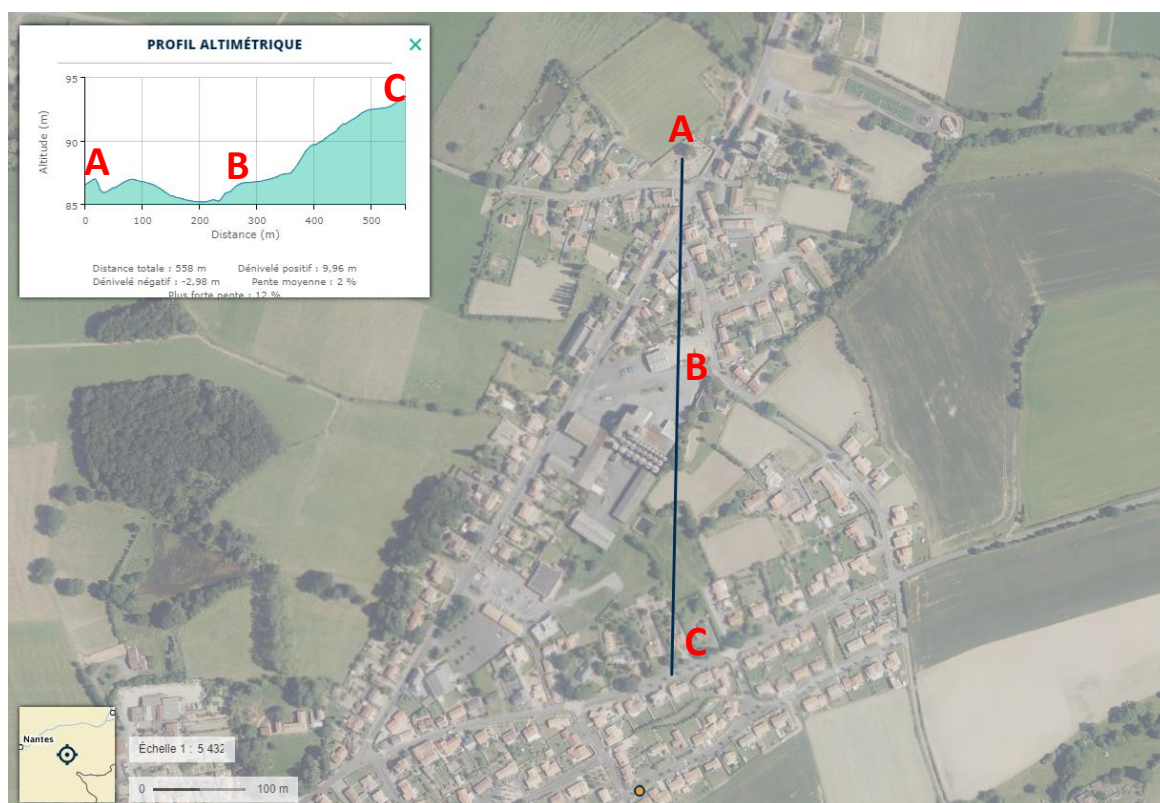 PROFIL ALTIMÉTRIQUE ×
95
90
85
Altitude (m)
A
B
C
0 100 200 300 400 500
Distance (m)
Distance totale : 558 m Dénivelé positif : 9,96 m
Dénivelé négatif : -2,98 m Pente moyenne : 2 %
Plus forte pente : 12 %
A
B
C
Nantes
Échelle 1 : 5 432
0 100 m